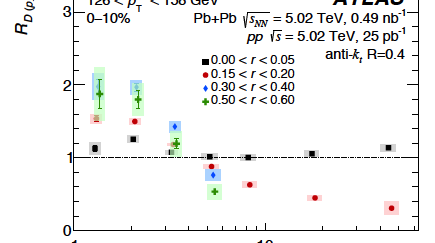 126 < pT < 158 GeV ATLAS
0–10% Pb+Pb √sNN = 5.02 TeV, 0.49 nb-1
pp √s = 5.02 TeV, 25 pb-1
anti-kt R=0.4
0.00 < r < 0.05
0.15 < r < 0.20
0.30 < r < 0.40
0.50 < r < 0.60
RD (p
3
2
1
0
1
10